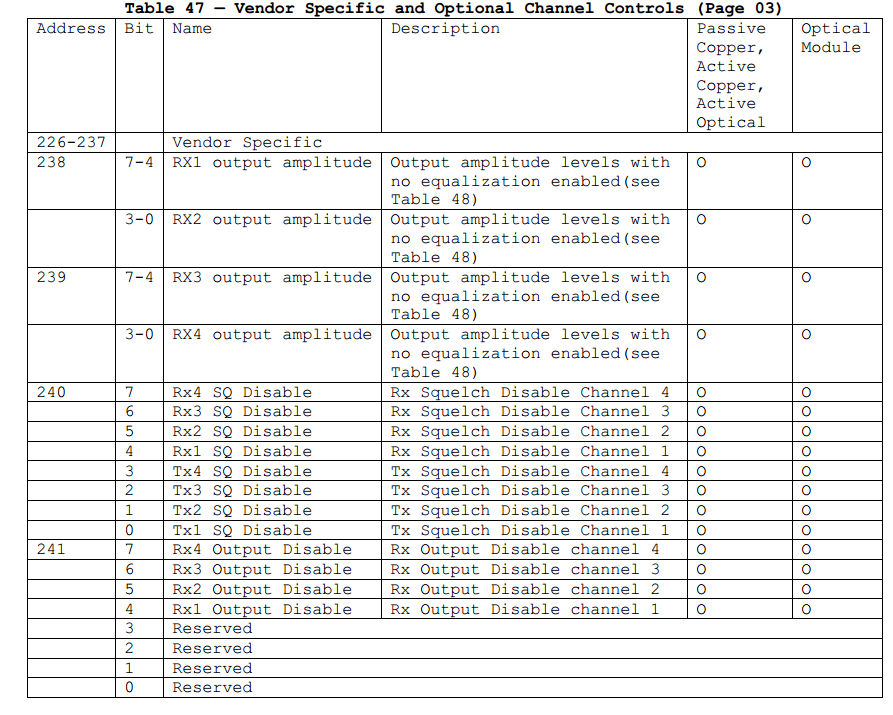 Table 47 — Vendor Specific and Optional Channel Controls (Page 03)
Address Bit Name Description Passive Copper, Active Copper, Active Optical Optical Module
226-237 Vendor Specific
238 7-4 RX1 output amplitude Output amplitude levels with no equalization enabled(see Table 48) O O
3-0 RX2 output amplitude Output amplitude levels with no equalization enabled(see Table 48) O O
239 7-4 RX3 output amplitude Output amplitude levels with no equalization enabled(see Table 48) O O
3-0 RX4 output amplitude Output amplitude levels with no equalization enabled(see Table 48) O O
240 7 Rx4 SQ Disable Rx Squelch Disable Channel 4 O O
6 Rx3 SQ Disable Rx Squelch Disable Channel 3 O O
5 Rx2 SQ Disable Rx Squelch Disable Channel 2 O O
4 Rx1 SQ Disable Rx Squelch Disable Channel 1 O O
3 Tx4 SQ Disable Tx Squelch Disable Channel 4 O O
2 Tx3 SQ Disable Tx Squelch Disable Channel 3 O O
1 Tx2 SQ Disable Tx Squelch Disable Channel 2 O O
0 Tx1 SQ Disable Tx Squelch Disable Channel 1 O O
241 7 Rx4 Output Disable Rx Output Disable channel 4 O O
6 Rx3 Output Disable Rx Output Disable channel 3 O O
5 Rx2 Output Disable Rx Output Disable channel 2 O O
4 Rx1 Output Disable Rx Output Disable channel 1 O O
3 Reserved
2 Reserved
1 Reserved
0 Reserved